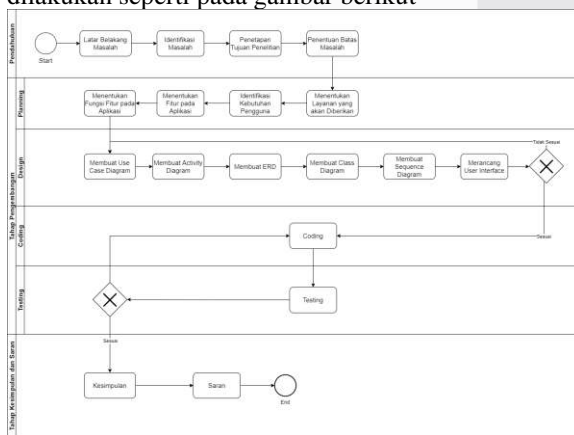 dilakukan seperti pada gambar berikut
Pendahuluan
Start
Latar Belakang
Masalah
Identifikasi
Masalah
Penetapan
Tujuan Penelitian
Penentuan Batas
Masalah
Tahap Pengembangan
Planning
Menentukan
Fungsi Fitur pada
Aplikasi
Menentukan
Fitur pada
Aplikasi
Identifikasi
Kebutuhan
Pengguna
Menentukan
Layanan yang
akan Diberikan
Design
Membuat Use
Case Diagram
Membuat Activity
Diagram
Membuat ERD
Membuat Class
Diagram
Membuat
Sequence
Diagram
Merancang
User Interface
Tidak Sesuai
Sesuai
Coding
Coding
Testing
Testing
Sesuai
Tahap Kesimpulan dan Saran
Kesimpulan
Saran
End